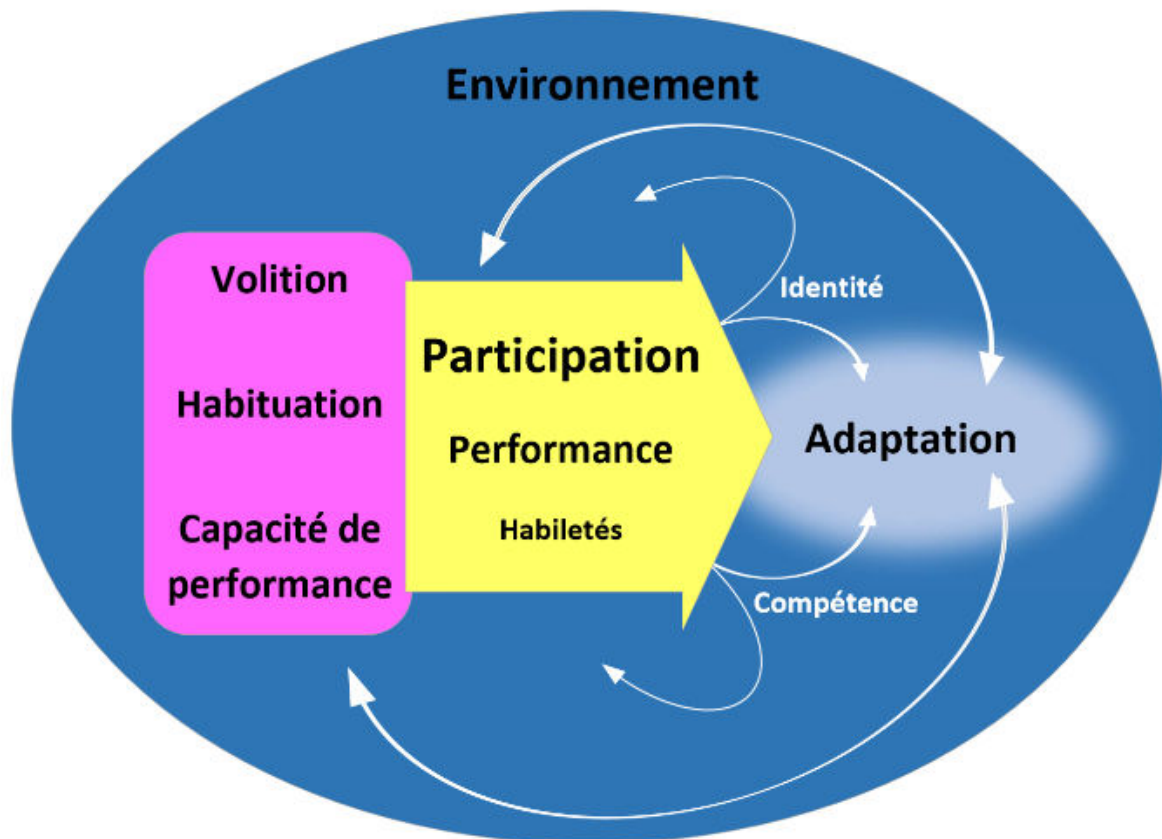 Environnement
Volition
Habituation
Capacité de
performance
Participation
Performance
Habiletés
Identité
Adaptation
Compétence